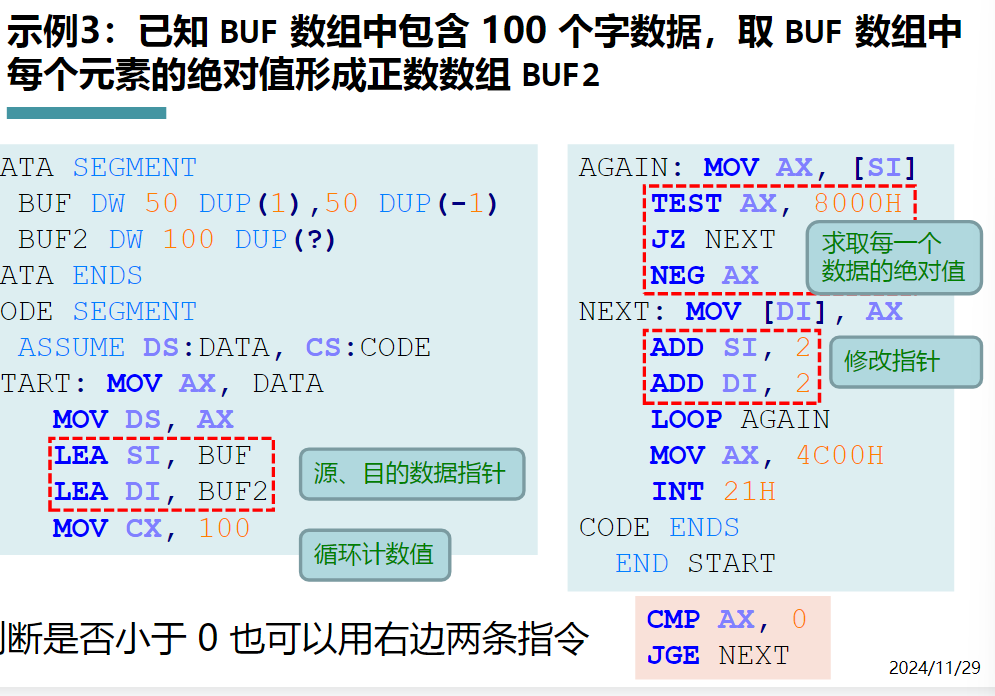 示例3：已知 BUF 数组中包含 100 个字数据，取 BUF 数组中
每个元素的绝对值形成正数数组 BUF2
ATA SEGMENT
BUF DW 50 DUP(1),50 DUP(-1)
BUF2 DW 100 DUP(?)
ATA ENDS
ODE SEGMENT
ASSUME DS:DATA, CS:CODE
TART: MOV AX, DATA
MOV DS, AX
LEA SI, BUF
LEA DI, BUF2
源、目的数据指针
MOV CX, 100
循环计数值
AGAIN: MOV AX, [SI]
TEST AX, 8000H
JZ NEXT
NEG AX
求取每一个
数据的绝对值
NEXT: MOV [DI], AX
ADD SI, 2
ADD DI, 2
修改指针
LOOP AGAIN
MOV AX, 4C00H
INT 21H
CODE ENDS
END START
断是否小于 0 也可以用右边两条指令
CMP AX, 0
JGE NEXT
2024/11/29